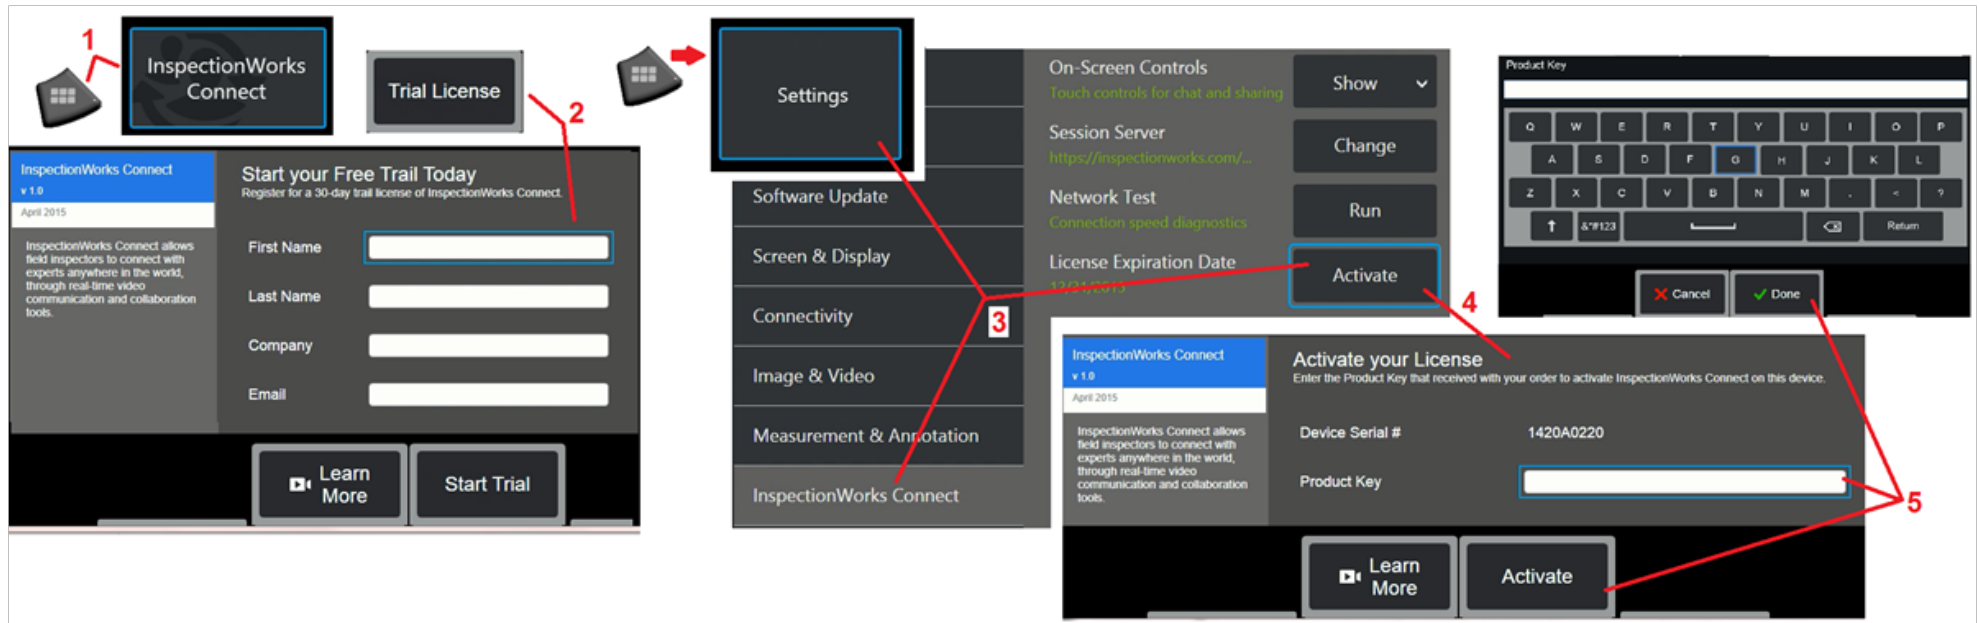 1
InspectionWorks
Connect
Trial License
2
InspectionWorks Connect
v 1.0
April 2015
InspectionWorks Connect allows
field inspectors to connect with
experts anywhere in the world,
through real-time video
communication and collaboration
tools.
Start your Free Trail Today
Register for a 30-day trail license of InspectionWorks Connect.
First Name
Last Name
Company
Email
Learn
More
Start Trial
Settings
Software Update
Screen & Display
Connectivity
Image & Video
Measurement & Annotation
InspectionWorks Connect
3
On-Screen Controls
Touch controls for chat and sharing
Show
Session Server
https://inspectionworks.com/...
Change
Network Test
Connection speed diagnostics
Run
License Expiration Date
12/31/2015
Activate
4
InspectionWorks Connect
v 1.0
April 2015
InspectionWorks Connect allows
field inspectors to connect with
experts anywhere in the world,
through real-time video
communication and collaboration
tools.
Activate your License
Enter the Product Key that received with your order to activate InspectionWorks Connect on this device.
Device Serial # 1420A0220
Product Key
Learn
More
Activate
Product Key
Q W E R T Y U I O P
A S D F G H J K L
Z X C V B N M . < ?
&*#123 Return
Cancel Done
5